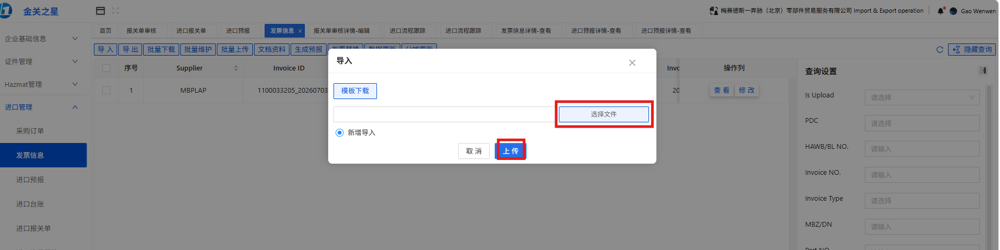 金关之星
梅赛德斯一奔驰（北京）零部件贸易服务有限公司 Import & Export operation
Gao Wenwen
首页 报关单审核 进口报关单 进口预报 发票信息 × 报关单审核详情-编辑 进口流程跟踪 进口流程跟踪 发票信息详情-查看 进口预报详情-查看 进口预报详情-查看
企业基础信息
证件管理
Hazmat管理
进口管理
采购订单
发票信息
进口预报
进口台账
进口报关单
导 入 导 出 批量下载 批量维护 批量上传 文档资料 生成预报 发票替换 数据更新
隐藏查询
序号 Supplier Invoice ID
Invc 操作列
1 MBPLAP 1100033205_20260703
20 查 看 修 改
导入
模板下载
选择文件
新增导入
取 消 上 传
查询设置
Is Upload 请选择
PDC 请选择
HAWB/BL NO. 请输入
Invoice NO. 请输入
Invoice Type 请选择
MBZ/DN 请输入
Part NO.